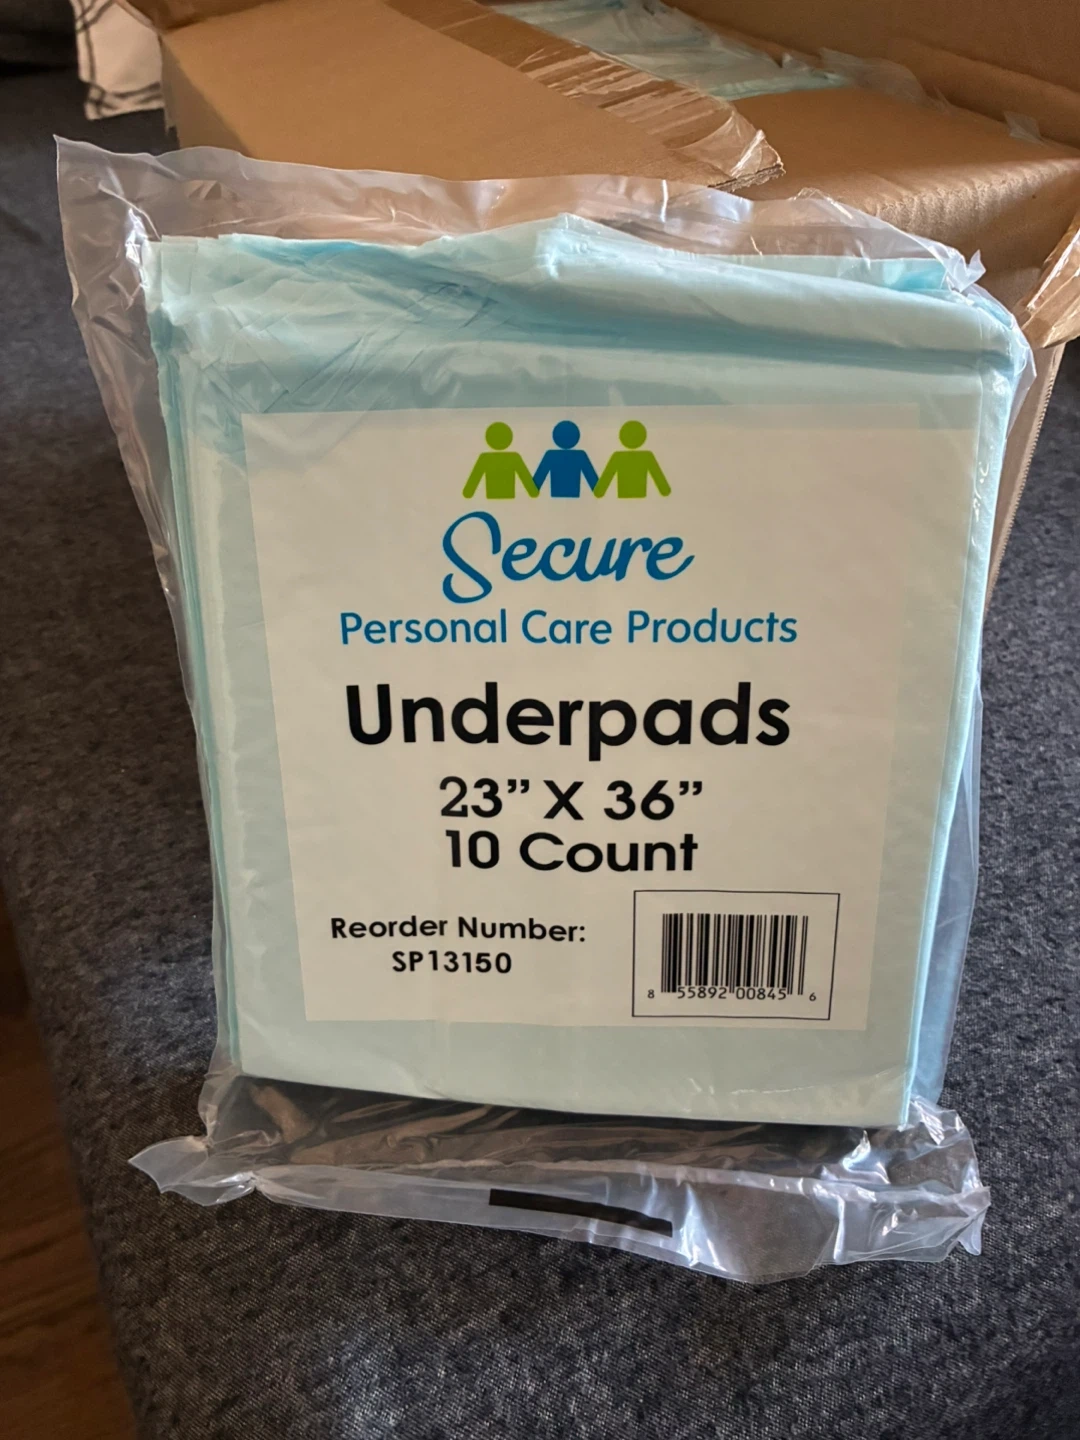 Secure
Personal Care Products
Underpads
23” X 36”
10 Count
Reorder Number:
SP13150
8 55892 00845 6